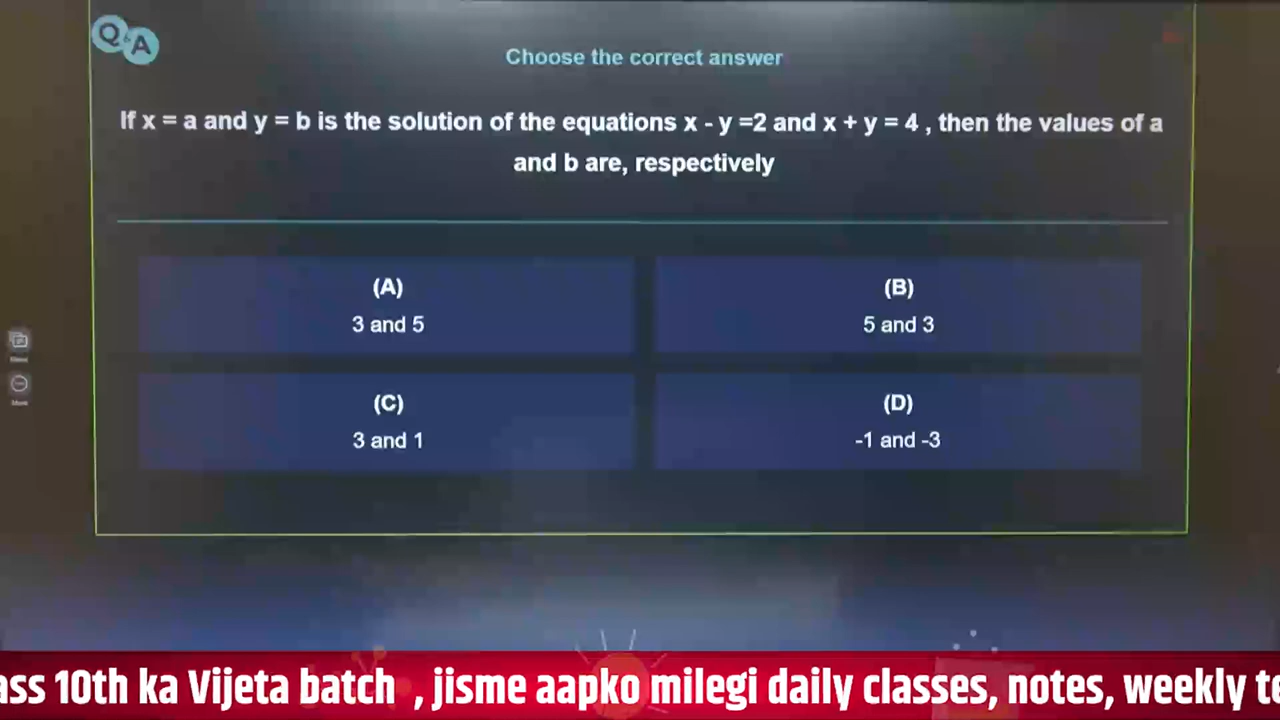 Q & A
Choose the correct answer
If x = a and y = b is the solution of the equations x - y =2 and x + y = 4 , then the values of a
and b are, respectively
(A)
3 and 5
(B)
5 and 3
(C)
3 and 1
(D)
-1 and -3
ass 10th ka Vijeta batch , jisme aapko milegi daily classes, notes, weekly te